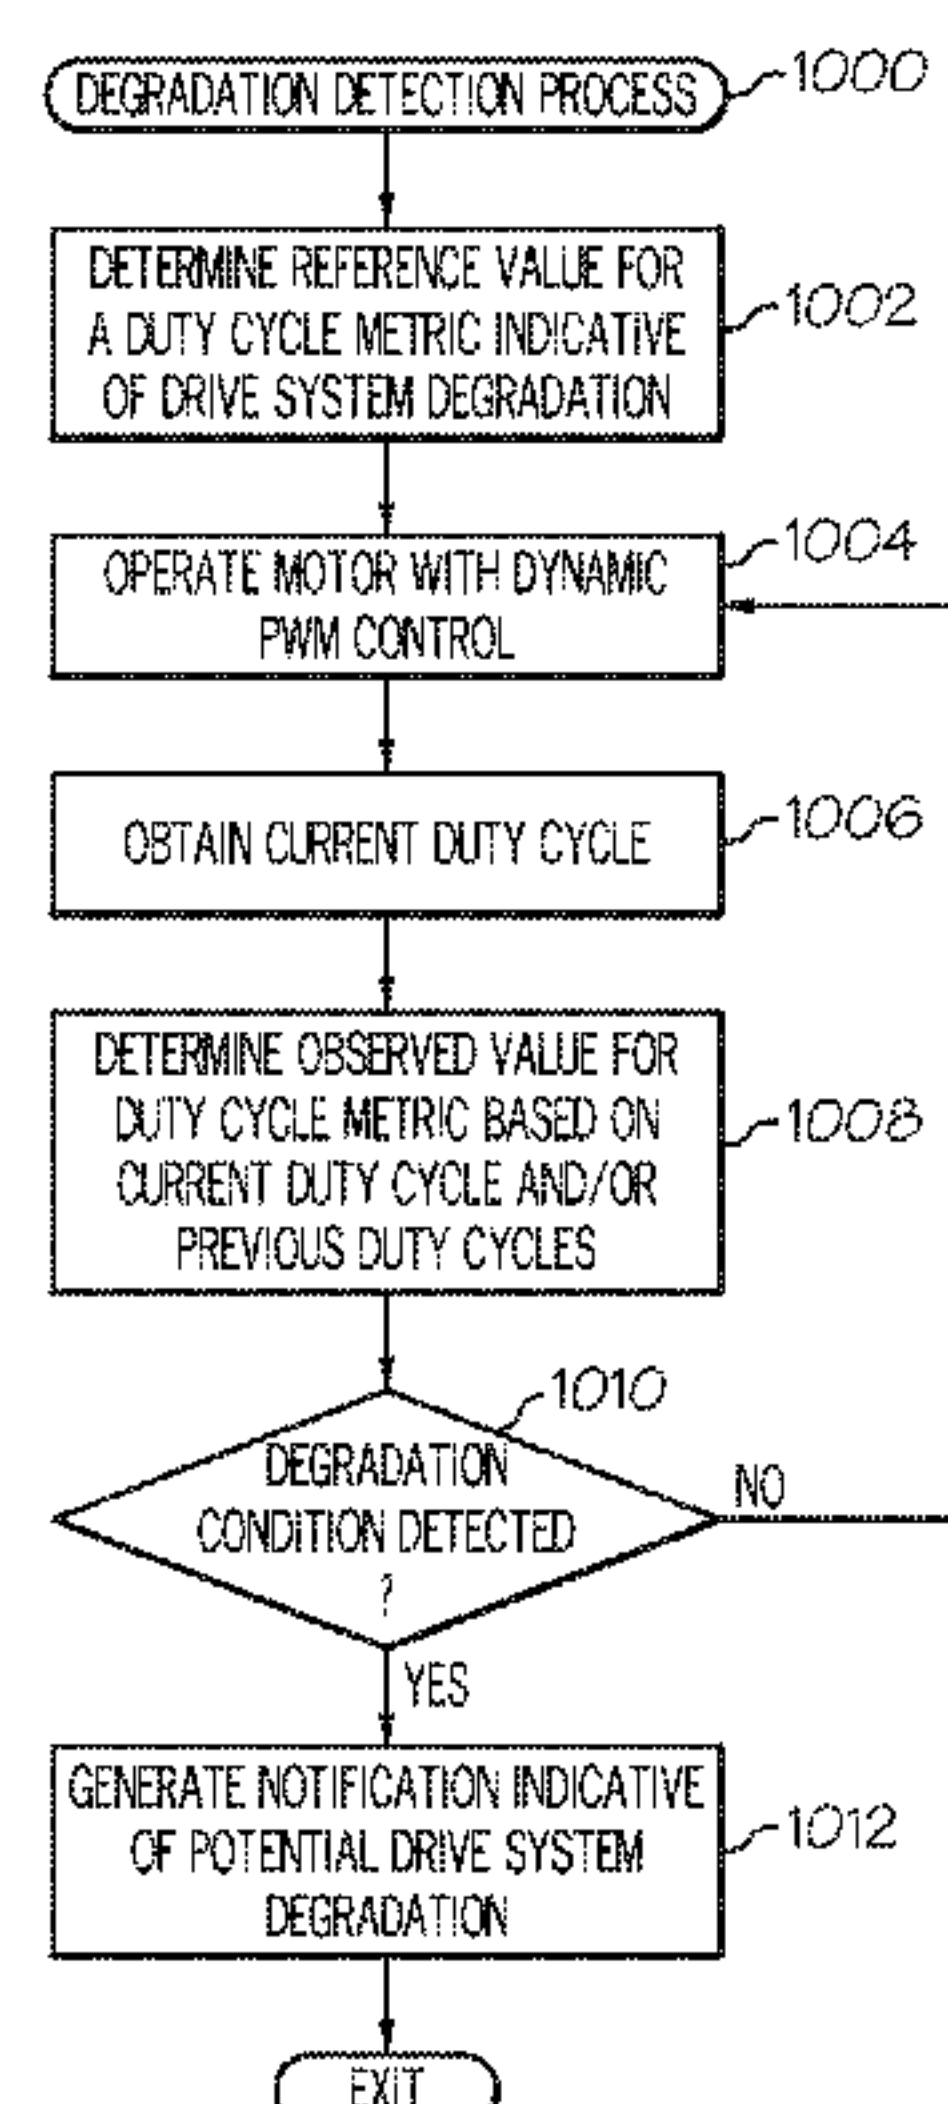 DEGRADATION DETECTION PROCESS
1000
DETERMINE REFERENCE VALUE FOR
A DUTY CYCLE METRIC INDICATIVE
OF DRIVE SYSTEM DEGRADATION
1002
OPERATE MOTOR WITH DYNAMIC
PWM CONTROL
1004
OBTAIN CURRENT DUTY CYCLE
1006
DETERMINE OBSERVED VALUE FOR
DUTY CYCLE METRIC BASED ON
CURRENT DUTY CYCLE AND/OR
PREVIOUS DUTY CYCLES
1008
1010
DEGRADATION
CONDITION DETECTED
?
NO
YES
GENERATE NOTIFICATION INDICATIVE
OF POTENTIAL DRIVE SYSTEM
DEGRADATION
1012
EXIT